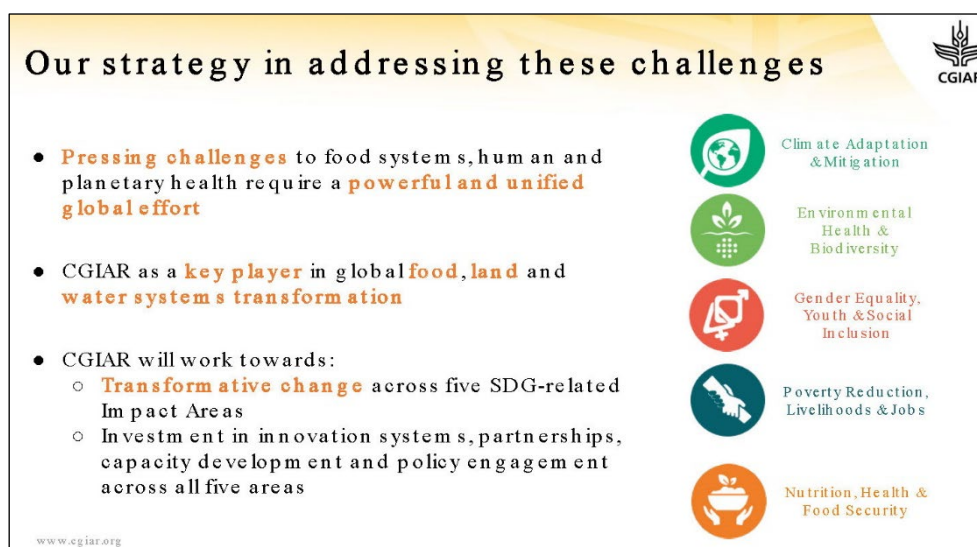 Our strategy in addressing these challenges
CGIAR
● Pressing challenges to food systems, human and
planetary health require a powerful and unified
global effort
● CGIAR as a key player in global food, land and
water systems transformation
● CGIAR will work towards:
○ Transformative change across five SDG-related
Impact Areas
○ Investment in innovation systems, partnerships,
capacity development and policy engagement
across all five areas
Climate Adaptation
& Mitigation
Environmental
Health &
Biodiversity
Gender Equality,
Youth & Social
Inclusion
Poverty Reduction,
Livelihoods & Jobs
Nutrition, Health &
Food Security
www.cgiar.org